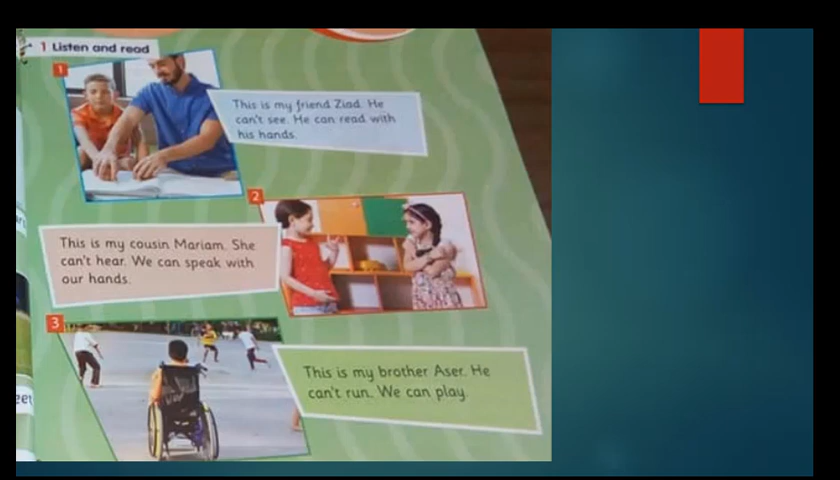 1 Listen and read
1
This is my friend Ziad. He
can't see. He can read with
his hands.
2
This is my cousin Mariam. She
can't hear. We can speak with
our hands.
3
This is my brother Aser. He
can't run. We can play.
eet